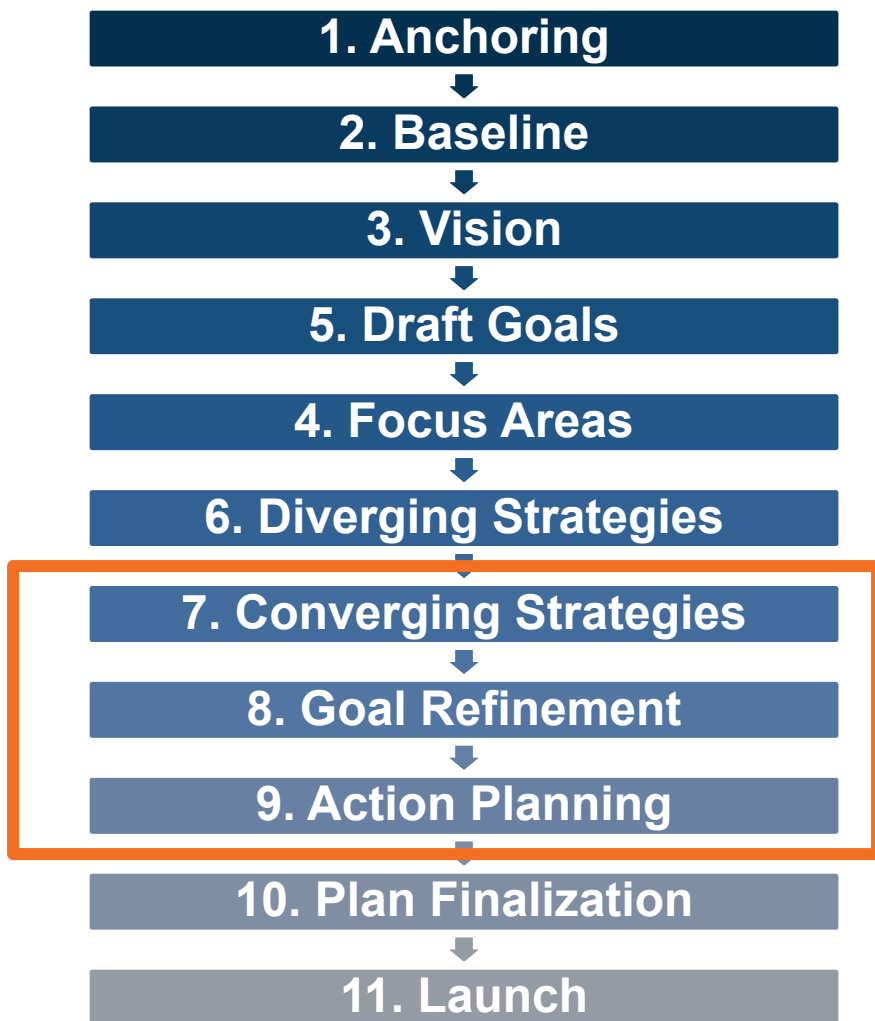 1. Anchoring
2. Baseline
3. Vision
5. Draft Goals
4. Focus Areas
6. Diverging Strategies
7. Converging Strategies
8. Goal Refinement
9. Action Planning
10. Plan Finalization
11. Launch